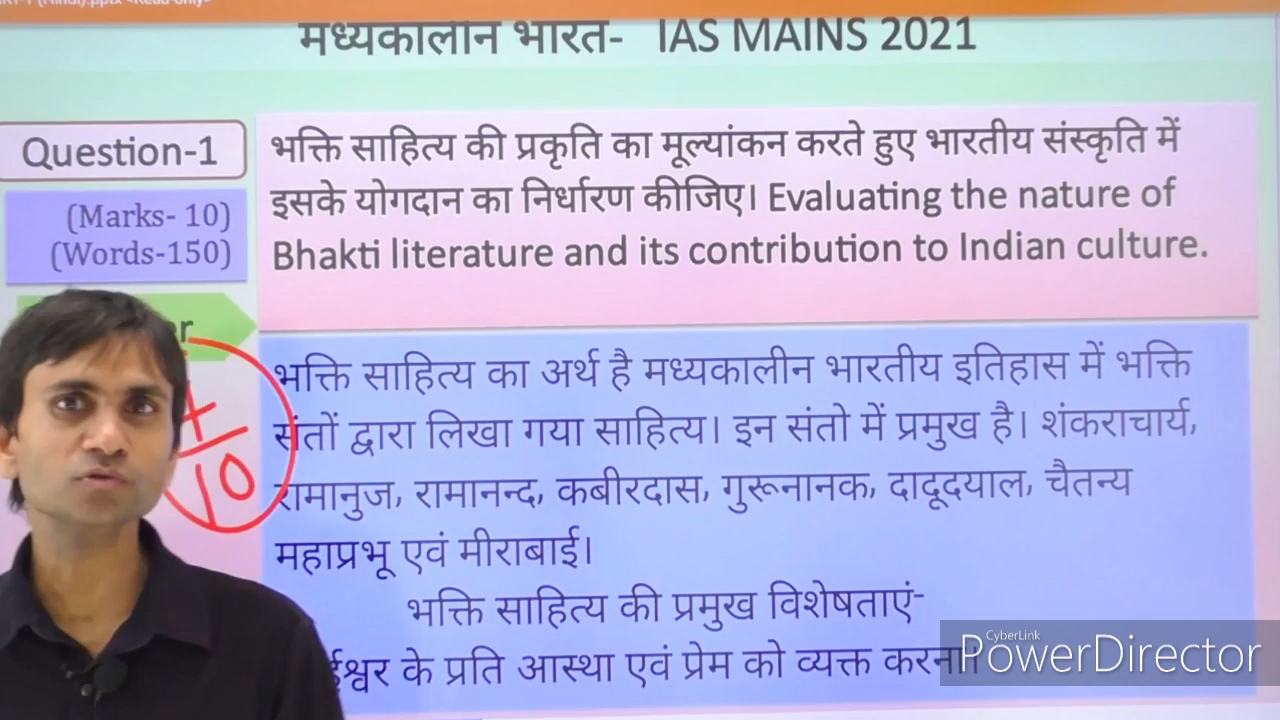 मध्यकालीन भारत- IAS MAINS 2021
Question-1
(Marks- 10)
(Words-150)
भक्ति साहित्य की प्रकृति का मूल्यांकन करते हुए भारतीय संस्कृति में
इसके योगदान का निर्धारण कीजिए। Evaluating the nature of
Bhakti literature and its contribution to Indian culture.
भक्ति साहित्य का अर्थ है मध्यकालीन भारतीय इतिहास में भक्ति
संतों द्वारा लिखा गया साहित्य। इन संतो में प्रमुख है। शंकराचार्य,
रामानुज, रामानन्द, कबीरदास, गुरूनानक, दादूदयाल, चैतन्य
महाप्रभू एवं मीराबाई।
भक्ति साहित्य की प्रमुख विशेषताएं-
ईश्वर के प्रति आस्था एवं प्रेम को व्यक्त करना।
10
CyberLink
PowerDirector